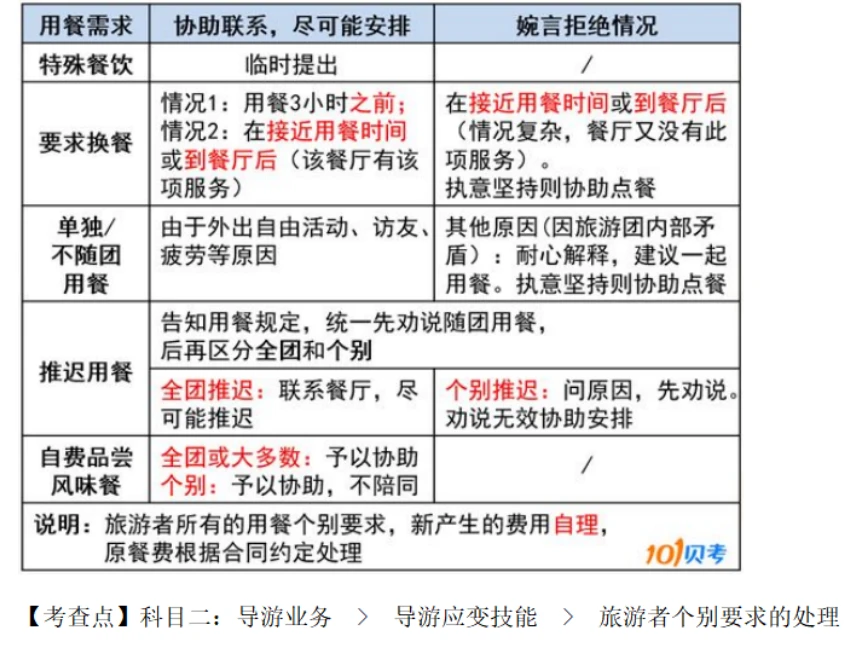 用餐需求 协助联系，尽可能安排 婉言拒绝情况
特殊餐饮 临时提出 /
要求换餐
情况1：用餐3小时之前；
情况2：在接近用餐时间
或到餐厅后（该餐厅有该
项服务）
在接近用餐时间或到餐厅后
（情况复杂，餐厅又没有此
项服务）。
执意坚持则协助点餐
单独/
不随团
用餐
由于外出自由活动、访友、
疲劳等原因
其他原因(因旅游团内部矛
盾）：耐心解释，建议一起
用餐。执意坚持则协助点餐
推迟用餐
告知用餐规定，统一先劝说随团用餐，
后再区分全团和个别
全团推迟：联系餐厅，尽
可能推迟
个别推迟：问原因，先劝说。
劝说无效协助安排
自费品尝
风味餐
全团或大多数：予以协助
个别：予以协助，不陪同
/
说明：旅游者所有的用餐个别要求，新产生的费用自理，
原餐费根据合同约定处理
101贝考
【考查点】科目二：导游业务 > 导游应变技能 > 旅游者个别要求的处理